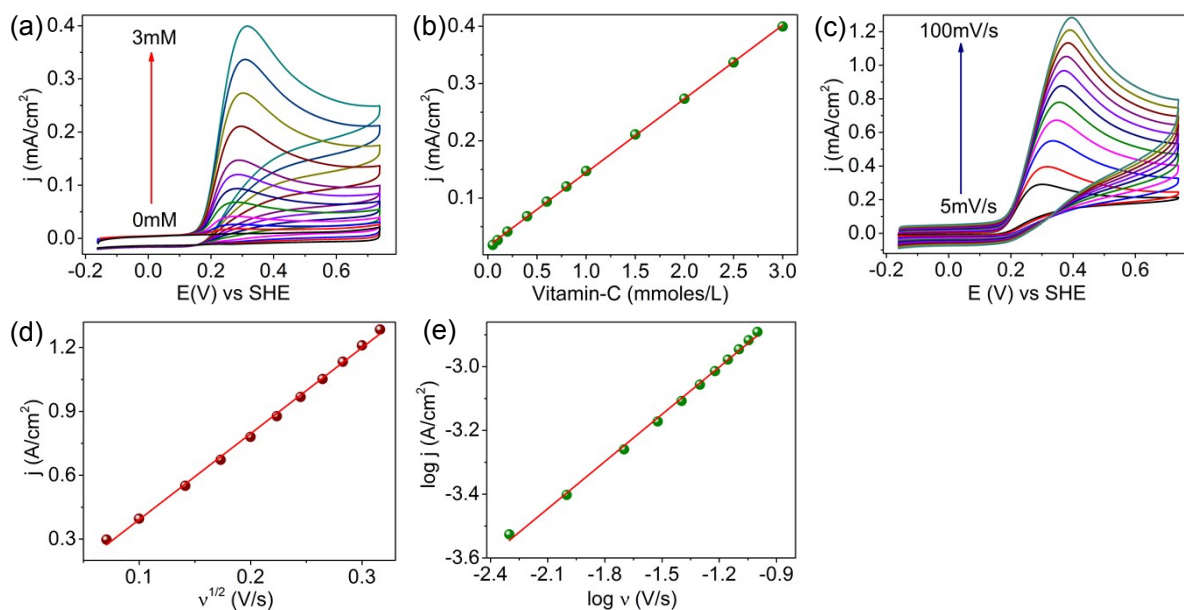 (a)
3mM
0mM
0.4
0.3
0.2
0.1
0.0
-0.2
0.0
0.2
0.4
0.6
j (mA/cm²)
E(V) vs SHE
(b)
0.4
0.3
0.2
0.1
0.0
0.5
1.0
1.5
2.0
2.5
3.0
j (mA/cm²)
Vitamin-C (mmoles/L)
(c)
100mV/s
5mV/s
1.2
1.0
0.8
0.6
0.4
0.2
0.0
-0.2
0.0
0.2
0.4
0.6
j (mA/cm²)
E (V) vs SHE
(d)
1.2
0.9
0.6
0.3
0.1
0.2
0.3
j (A/cm²)
ν¹ᐟ² (V/s)
(e)
-3.0
-3.2
-3.4
-3.6
-2.4
-2.1
-1.8
-1.5
-1.2
-0.9
log j (A/cm²)
log ν (V/s)